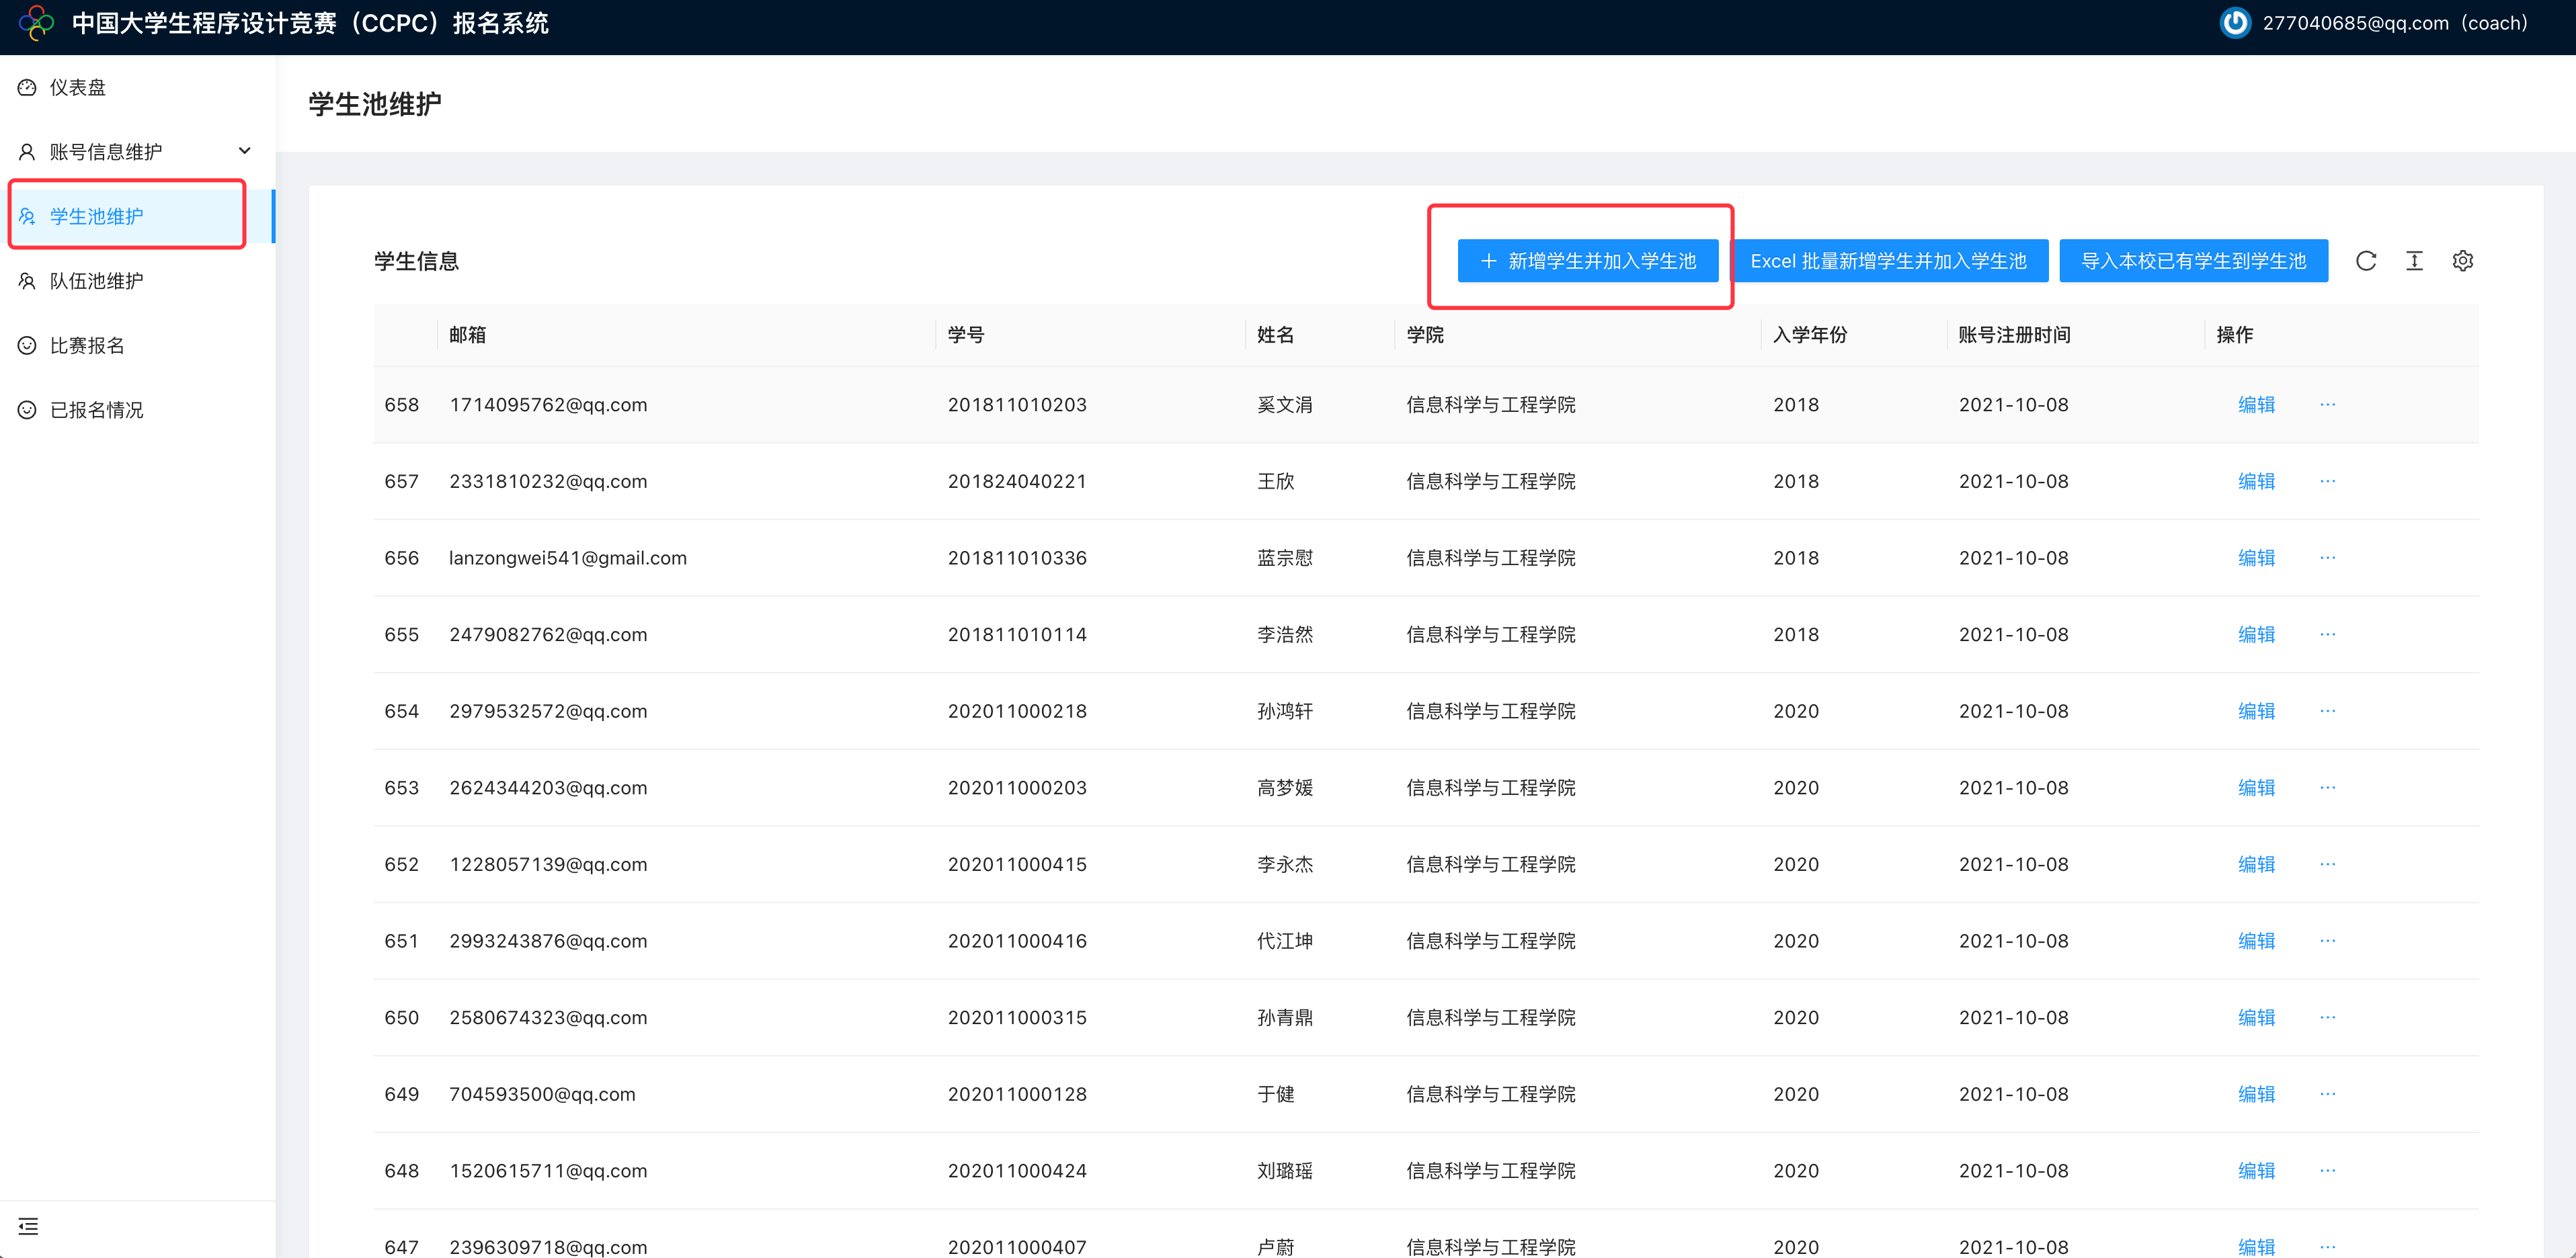 中国大学生程序设计竞赛（CCPC）报名系统
277040685@qq.com（coach）
仪表盘
账号信息维护
学生池维护
队伍池维护
比赛报名
已报名情况
学生池维护
学生信息
+ 新增学生并加入学生池 Excel 批量新增学生并加入学生池 导入本校已有学生到学生池
邮箱 学号 姓名 学院 入学年份 账号注册时间 操作
658 1714095762@qq.com 201811010203 奚文涓 信息科学与工程学院 2018 2021-10-08 编辑 ···
657 2331810232@qq.com 201824040221 王欣 信息科学与工程学院 2018 2021-10-08 编辑 ···
656 lanzongwei541@gmail.com 201811010336 蓝宗慰 信息科学与工程学院 2018 2021-10-08 编辑 ···
655 2479082762@qq.com 201811010114 李浩然 信息科学与工程学院 2018 2021-10-08 编辑 ···
654 2979532572@qq.com 202011000218 孙鸿轩 信息科学与工程学院 2020 2021-10-08 编辑 ···
653 2624344203@qq.com 202011000203 高梦媛 信息科学与工程学院 2020 2021-10-08 编辑 ···
652 1228057139@qq.com 202011000415 李永杰 信息科学与工程学院 2020 2021-10-08 编辑 ···
651 2993243876@qq.com 202011000416 代江坤 信息科学与工程学院 2020 2021-10-08 编辑 ···
650 2580674323@qq.com 202011000315 孙青鼎 信息科学与工程学院 2020 2021-10-08 编辑 ···
649 704593500@qq.com 202011000128 于健 信息科学与工程学院 2020 2021-10-08 编辑 ···
648 1520615711@qq.com 202011000424 刘璐瑶 信息科学与工程学院 2020 2021-10-08 编辑 ···
647 2396309718@qq.com 202011000407 卢蔚 信息科学与工程学院 2020 2021-10-08 编辑 ···